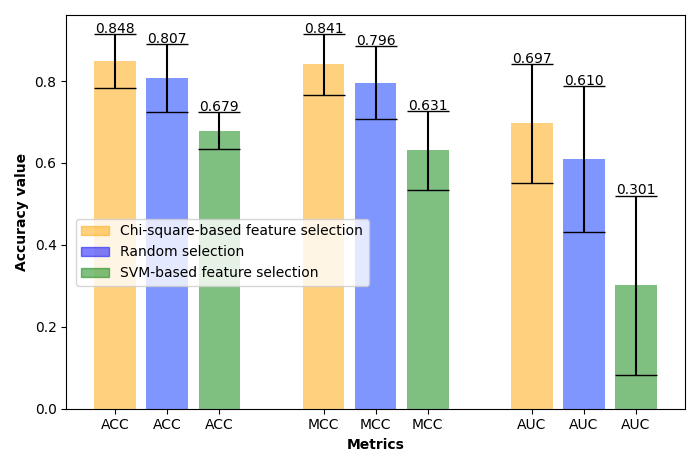 0.848
0.807
0.679
0.841
0.796
0.631
0.697
0.610
0.301
0.8
0.6
0.4
0.2
0.0
Accuracy value
Chi-square-based feature selection
Random selection
SVM-based feature selection
ACC ACC ACC MCC MCC MCC AUC AUC AUC
Metrics